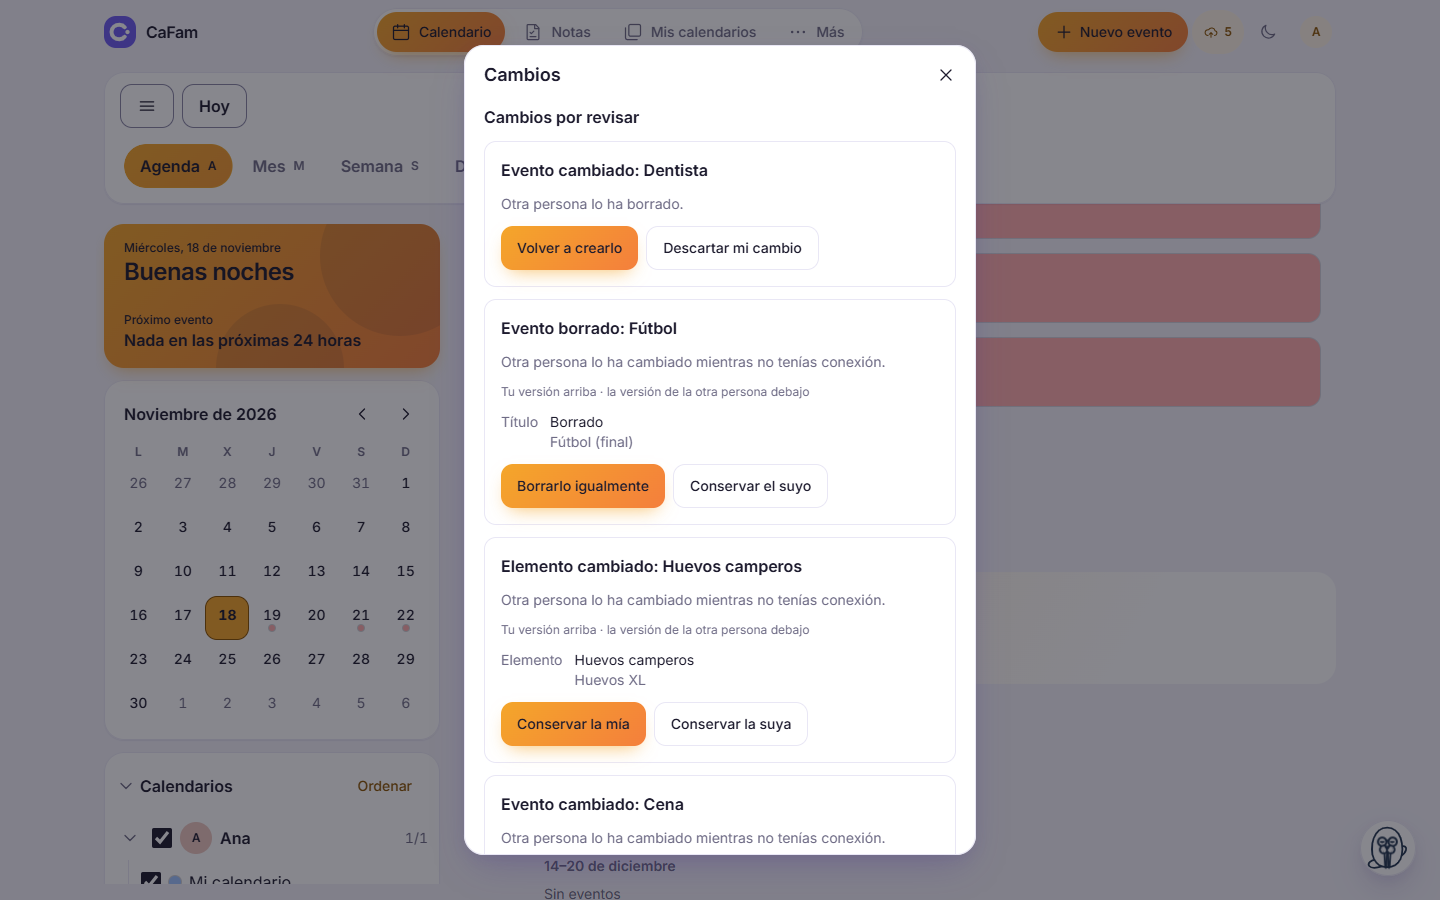 CaFam
Calendario
Notas
Mis calendarios
Más
Nuevo evento
5
A
Hoy
Agenda A
Mes M
Semana S
D
Miércoles, 18 de noviembre
Buenas noches
Próximo evento
Nada en las próximas 24 horas
Noviembre de 2026
L M X J V S D
26 27 28 29 30 31 1
2 3 4 5 6 7 8
9 10 11 12 13 14 15
16 17 18 19 20 21 22
23 24 25 26 27 28 29
30 1 2 3 4 5 6
Calendarios
Ordenar
A Ana 1/1
Mi calendario
Cambios
Cambios por revisar
Evento cambiado: Dentista
Otra persona lo ha borrado.
Volver a crearlo
Descartar mi cambio
Evento borrado: Fútbol
Otra persona lo ha cambiado mientras no tenías conexión.
Tu versión arriba · la versión de la otra persona debajo
Título Borrado
Fútbol (final)
Borrarlo igualmente
Conservar el suyo
Elemento cambiado: Huevos camperos
Otra persona lo ha cambiado mientras no tenías conexión.
Tu versión arriba · la versión de la otra persona debajo
Elemento Huevos camperos
Huevos XL
Conservar la mía
Conservar la suya
Evento cambiado: Cena
Otra persona lo ha cambiado mientras no tenías conexión.
14–20 de diciembre
Sin eventos